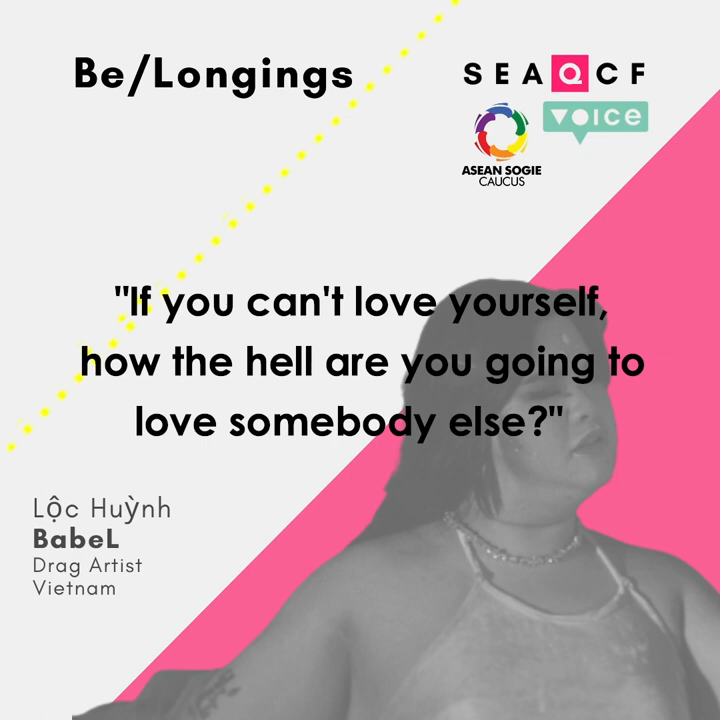 Be/Longings
SEAQCF
VOICE
ASEAN SOGIE
CAUCUS
"If you can't love yourself,
how the hell are you going to
love somebody else?"
Lộc Huỳnh
BabeL
Drag Artist
Vietnam